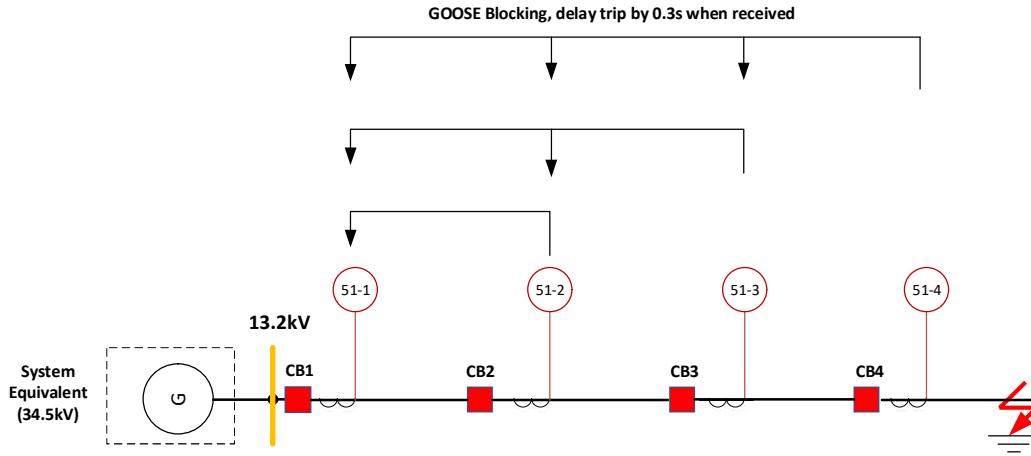 GOOSE Blocking, delay trip by 0.3s when received
51-1
51-2
51-3
51-4
13.2kV
System
Equivalent
(34.5kV)
G
CB1
CB2
CB3
CB4